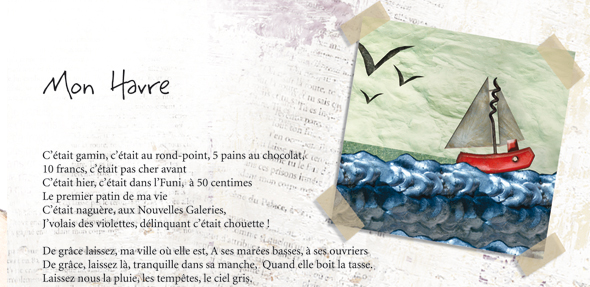 Mon Havre
C'était gamin, c'était au rond-point, 5 pains au chocolat,
10 francs, c'était pas cher avant
C'était hier, c'était dans l'Funi, à 50 centimes
Le premier patin de ma vie
C'était naguère, aux Nouvelles Galeries,
J'volais des violettes, délinquant c'était chouette !
De grâce laissez, ma ville où elle est, A ses marées basses, à ses ouvriers
De grâce, laissez là, tranquille dans sa manche, Quand elle boit la tasse.
Laissez nous la pluie, les tempêtes, le ciel gris.